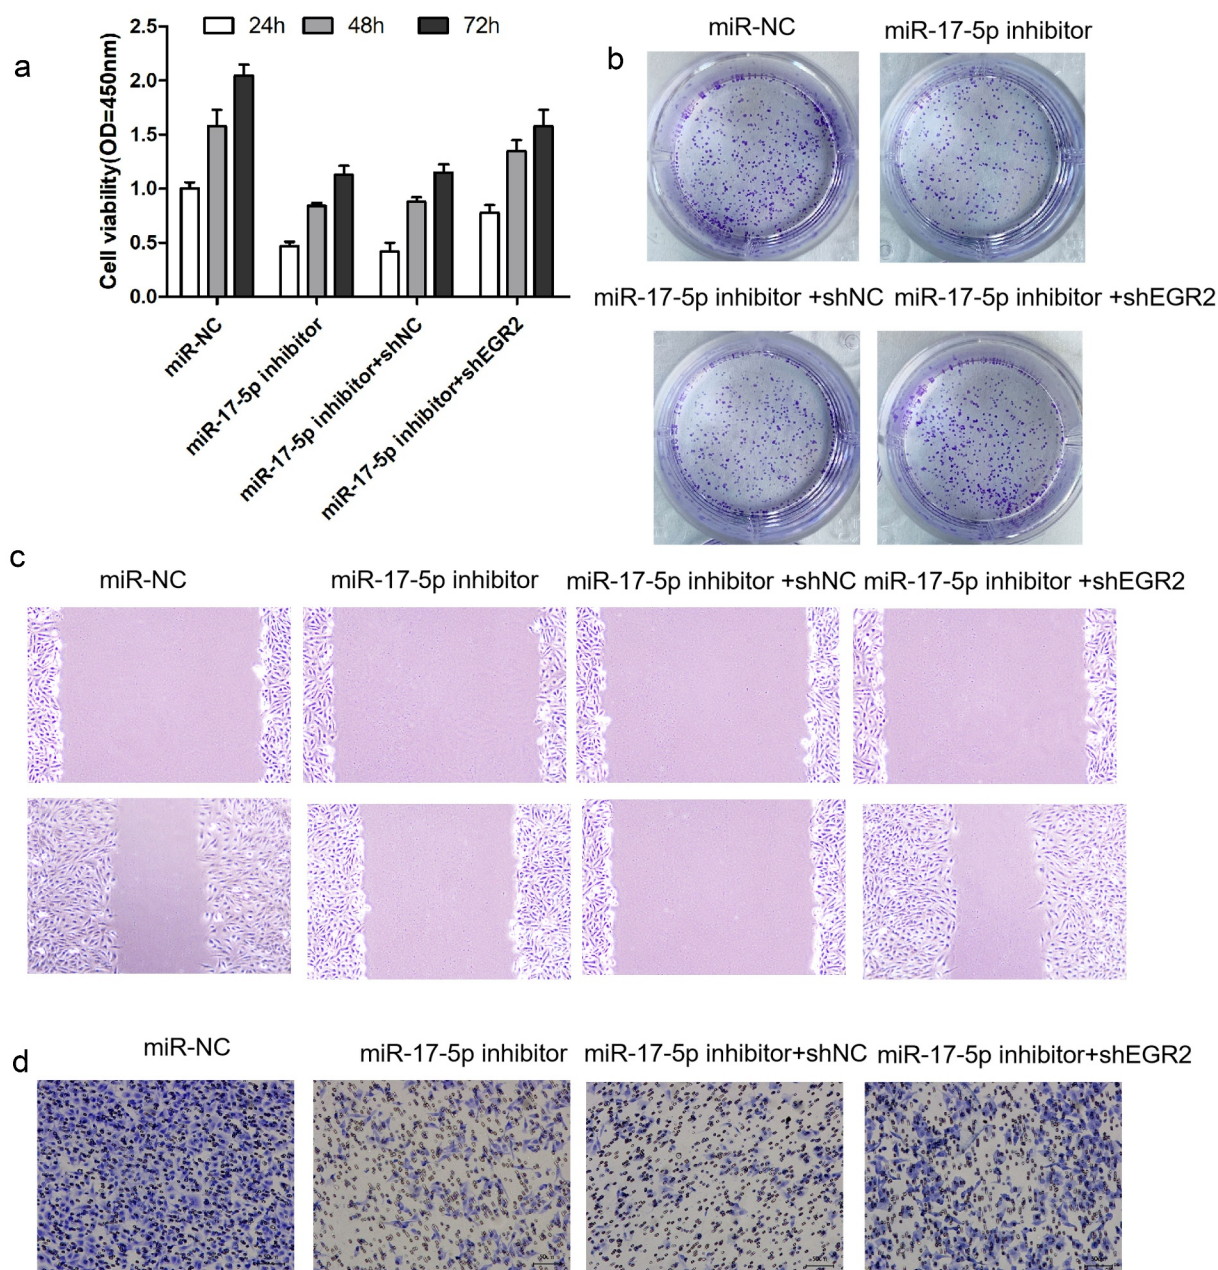 a
2.5
24h
48h
72h
2.0
1.5
1.0
0.5
0.0
Cell viability(OD=450nm)
miR-NC
miR-17-5p inhibitor
miR-17-5p inhibitor+shNC
miR-17-5p inhibitor+shEGR2
b
miR-NC
miR-17-5p inhibitor
miR-17-5p inhibitor +shNC
miR-17-5p inhibitor +shEGR2
c
miR-NC
miR-17-5p inhibitor
miR-17-5p inhibitor +shNC
miR-17-5p inhibitor +shEGR2
d
miR-NC
miR-17-5p inhibitor
miR-17-5p inhibitor+shNC
miR-17-5p inhibitor+shEGR2